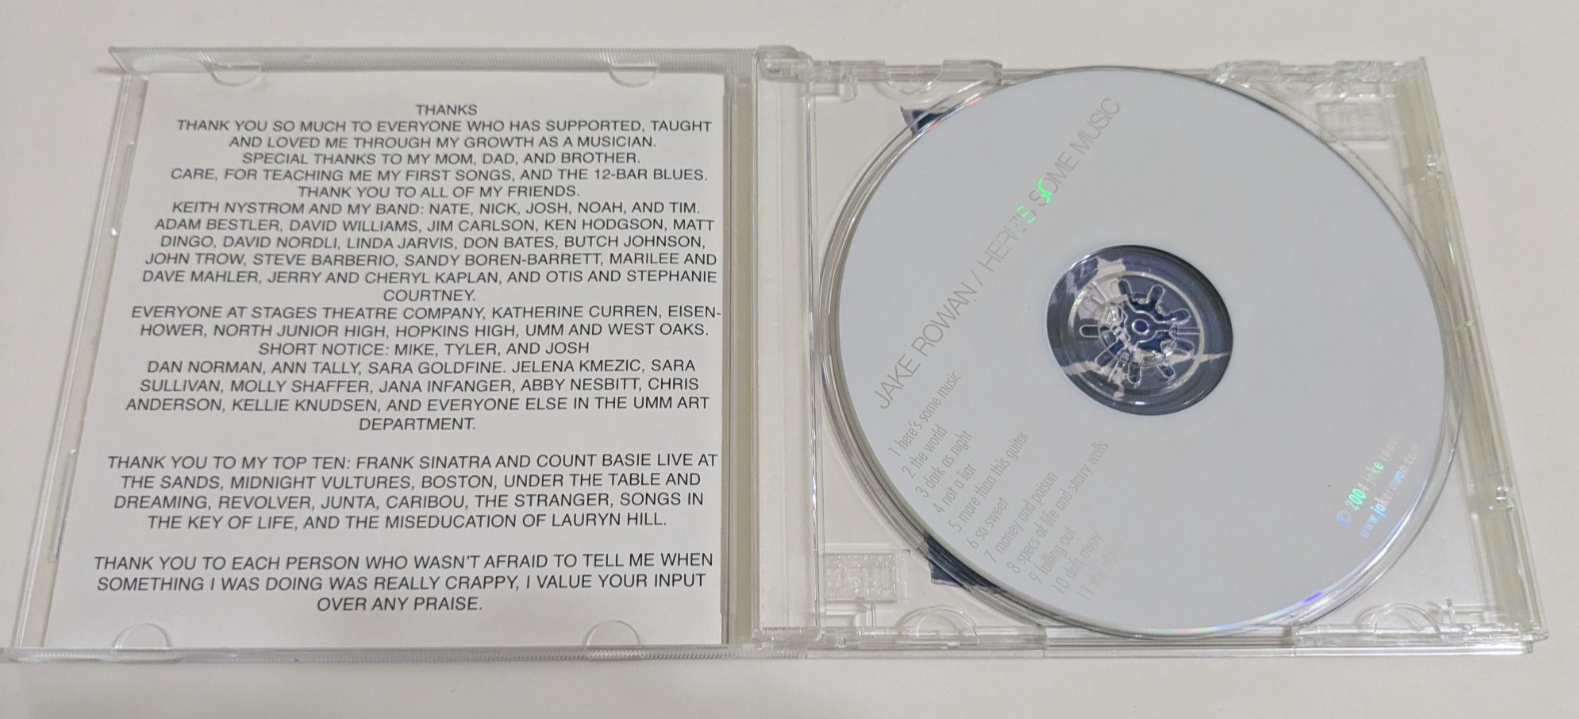 THANKS
THANK YOU SO MUCH TO EVERYONE WHO HAS SUPPORTED, TAUGHT
AND LOVED ME THROUGH MY GROWTH AS A MUSICIAN.
SPECIAL THANKS TO MY MOM, DAD, AND BROTHER.
CARE, FOR TEACHING ME MY FIRST SONGS, AND THE 12-BAR BLUES.
THANK YOU TO ALL OF MY FRIENDS.
KEITH NYSTROM AND MY BAND: NATE, NICK, JOSH, NOAH, AND TIM.
ADAM BESTLER, DAVID WILLIAMS, JIM CARLSON, KEN HODGSON, MATT
DINGO, DAVID NORDLI, LINDA JARVIS, DON BATES, BUTCH JOHNSON,
JOHN TROW, STEVE BARBERIO, SANDY BOREN-BARRETT, MARILEE AND
DAVE MAHLER, JERRY AND CHERYL KAPLAN, AND OTIS AND STEPHANIE
COURTNEY.
EVERYONE AT STAGES THEATRE COMPANY, KATHERINE CURREN, EISEN-
HOWER, NORTH JUNIOR HIGH, HOPKINS HIGH, UMM AND WEST OAKS.
SHORT NOTICE: MIKE, TYLER, AND JOSH
DAN NORMAN, ANN TALLY, SARA GOLDFINE. JELENA KMEZIC, SARA
SULLIVAN, MOLLY SHAFFER, JANA INFANGER, ABBY NESBITT, CHRIS
ANDERSON, KELLIE KNUDSEN, AND EVERYONE ELSE IN THE UMM ART
DEPARTMENT.
THANK YOU TO MY TOP TEN: FRANK SINATRA AND COUNT BASIE LIVE AT
THE SANDS, MIDNIGHT VULTURES, BOSTON, UNDER THE TABLE AND
DREAMING, REVOLVER, JUNTA, CARIBOU, THE STRANGER, SONGS IN
THE KEY OF LIFE, AND THE MISEDUCATION OF LAURYN HILL.
THANK YOU TO EACH PERSON WHO WASN'T AFRAID TO TELL ME WHEN
SOMETHING I WAS DOING WAS REALLY CRAPPY, I VALUE YOUR INPUT
OVER ANY PRAISE.
JAKE ROWAN / HERE'S SOME MUSIC
1 here's some music
2 the world
3 dark as night
4 not a liar
5 more than this guitar
6 so sweet
7 money and poison
8 specs of life and starry walls
9 falling out
10 drift away
11
℗ 2004 jake rowan
www.jakerowan.com